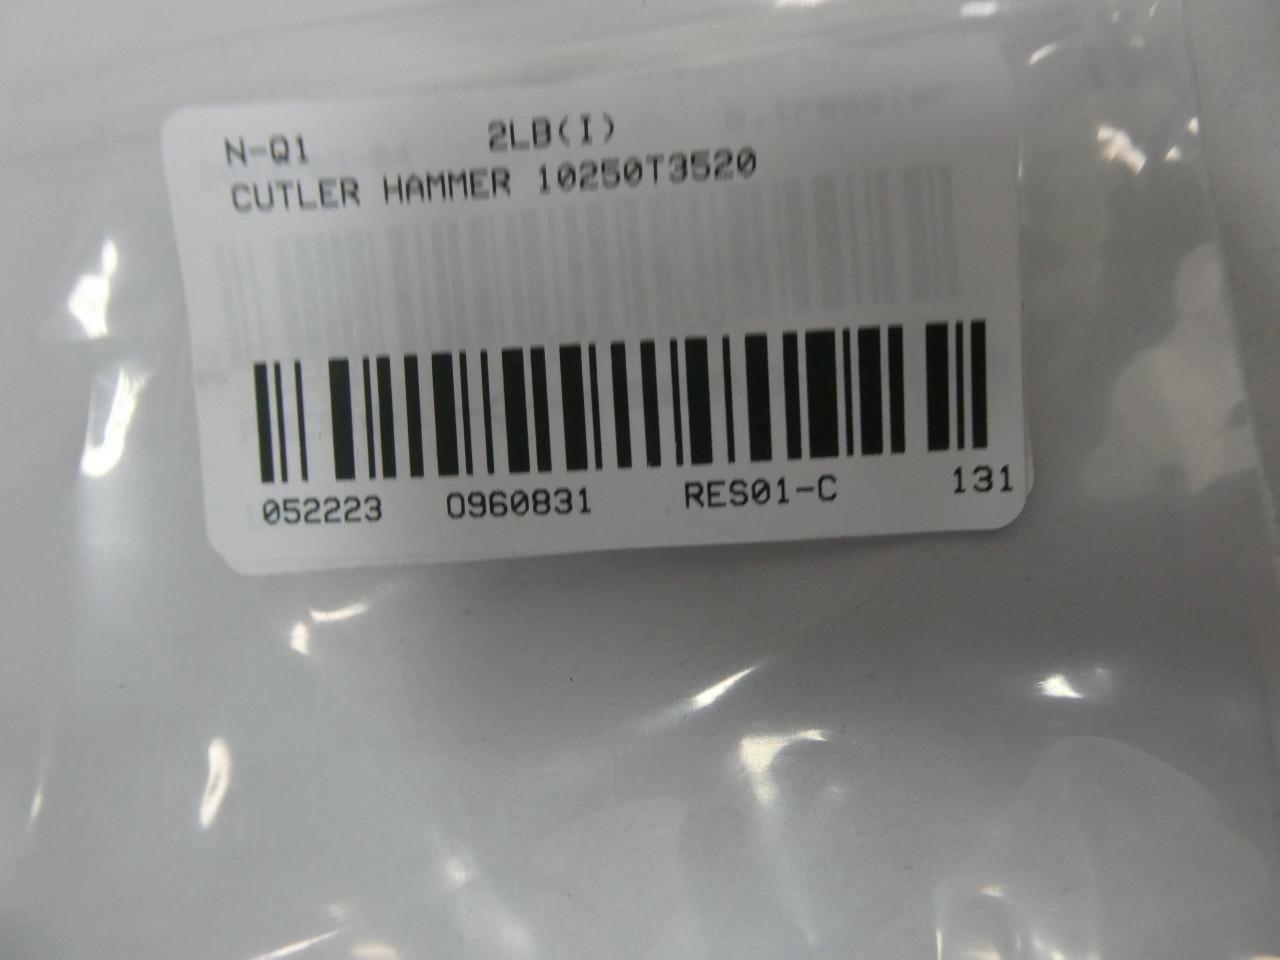 N-Q1 2LB(I)
CUTLER HAMMER 10250T3520
052223 0960831 RES01-C 131